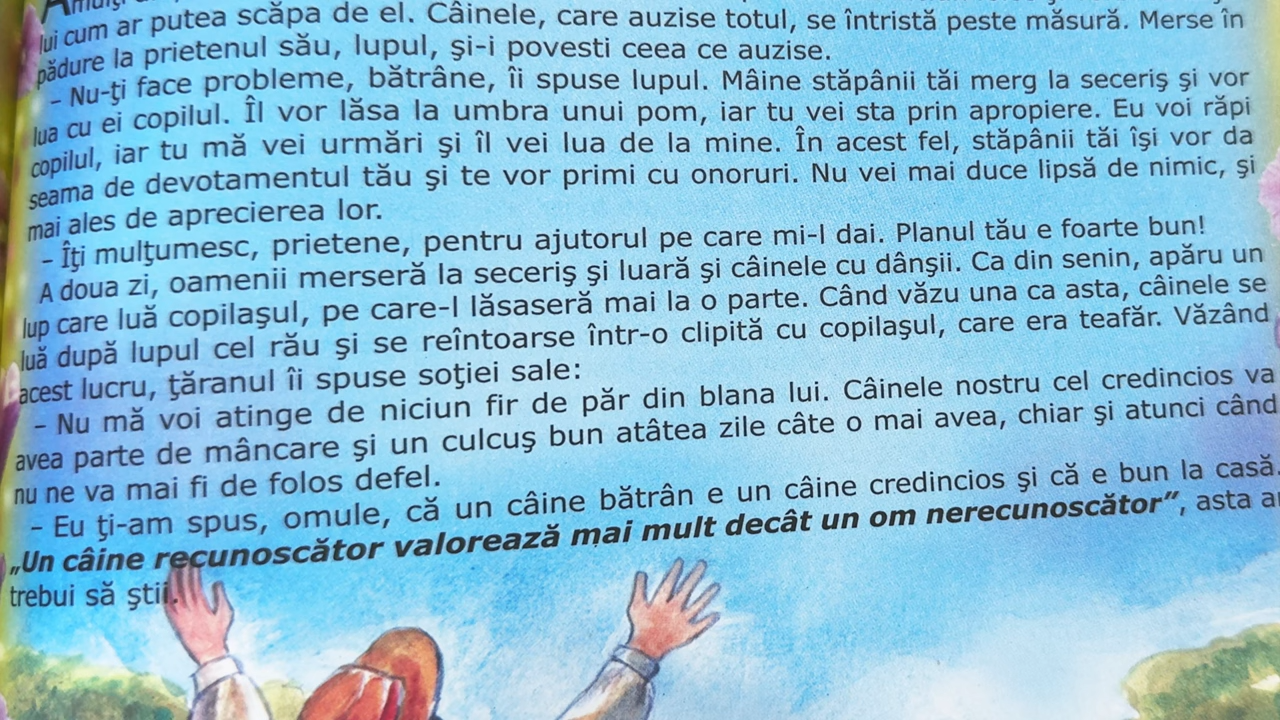 lui cum ar putea scăpa de el. Câinele, care auzise totul, se întristă peste măsură. Merse în
pădure la prietenul său, lupul, şi-i povesti ceea ce auzise.
– Nu-ţi face probleme, bătrâne, îi spuse lupul. Mâine stăpânii tăi merg la seceriş şi vor
lua cu ei copilul. Îl vor lăsa la umbra unui pom, iar tu vei sta prin apropiere. Eu voi răpi
copilul, iar tu mă vei urmări şi îl vei lua de la mine. În acest fel, stăpânii tăi îşi vor da
seama de devotamentul tău şi te vor primi cu onoruri. Nu vei mai duce lipsă de nimic, şi
mai ales de aprecierea lor.
– Îţi mulţumesc, prietene, pentru ajutorul pe care mi-l dai. Planul tău e foarte bun!
A doua zi, oamenii merseră la seceriş şi luară şi câinele cu dânşii. Ca din senin, apăru un
lup care luă copilaşul, pe care-l lăsaseră mai la o parte. Când văzu una ca asta, câinele se
luă după lupul cel rău şi se reîntoarse într-o clipită cu copilaşul, care era teafăr. Văzând
acest lucru, ţăranul îi spuse soţiei sale:
– Nu mă voi atinge de niciun fir de păr din blana lui. Câinele nostru cel credincios va
avea parte de mâncare şi un culcuş bun atâtea zile câte o mai avea, chiar şi atunci când
nu ne va mai fi de folos defel.
– Eu ţi-am spus, omule, că un câine bătrân e un câine credincios şi că e bun la casă.
„Un câine recunoscător valorează mai mult decât un om nerecunoscător”, asta ar
trebui să ştii.